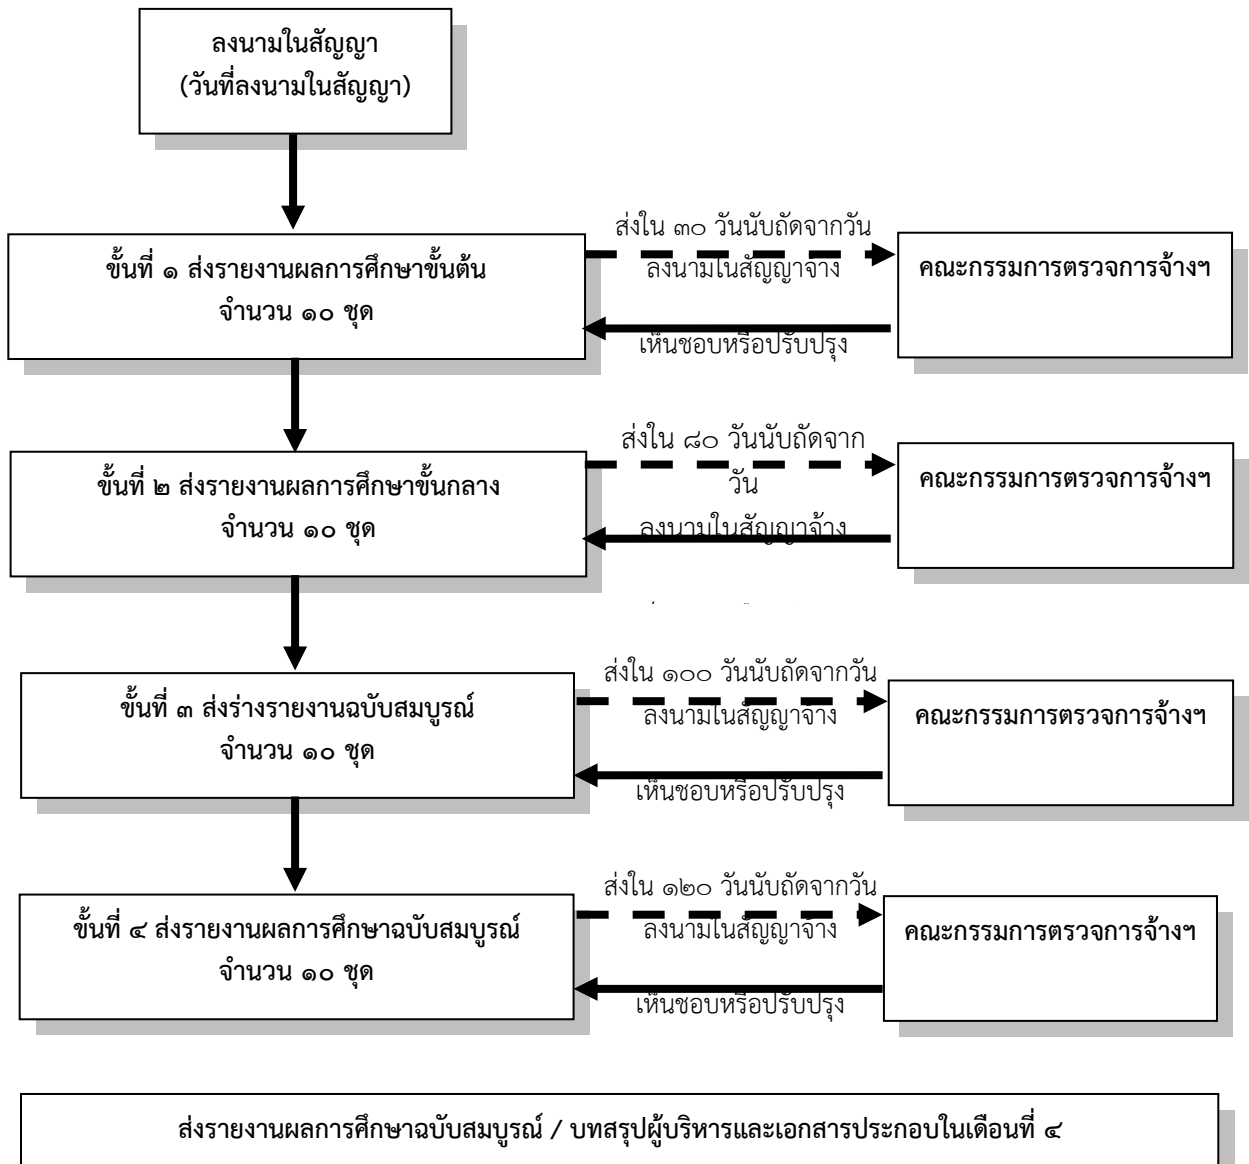 ลงนามในสัญญา
(วันที่ลงนามในสัญญา)
ส่งใน ๓๐ วันนับถัดจากวัน
ลงนามในสัญญาจ้าง
ขั้นที่ ๑ ส่งรายงานผลการศึกษาขั้นต้น
จำนวน ๑๐ ชุด
คณะกรรมการตรวจการจ้างฯ
เห็นชอบหรือปรับปรุง
ส่งใน ๘๐ วันนับถัดจาก
วัน
ลงนามในสัญญาจ้าง
ขั้นที่ ๒ ส่งรายงานผลการศึกษาขั้นกลาง
จำนวน ๑๐ ชุด
คณะกรรมการตรวจการจ้างฯ
ส่งใน ๑๐๐ วันนับถัดจากวัน
ลงนามในสัญญาจ้าง
ขั้นที่ ๓ ส่งร่างรายงานฉบับสมบูรณ์
จำนวน ๑๐ ชุด
คณะกรรมการตรวจการจ้างฯ
เห็นชอบหรือปรับปรุง
ส่งใน ๑๒๐ วันนับถัดจากวัน
ลงนามในสัญญาจ้าง
ขั้นที่ ๔ ส่งรายงานผลการศึกษาฉบับสมบูรณ์
จำนวน ๑๐ ชุด
คณะกรรมการตรวจการจ้างฯ
เห็นชอบหรือปรับปรุง
ส่งรายงานผลการศึกษาฉบับสมบูรณ์ / บทสรุปผู้บริหารและเอกสารประกอบในเดือนที่ ๔